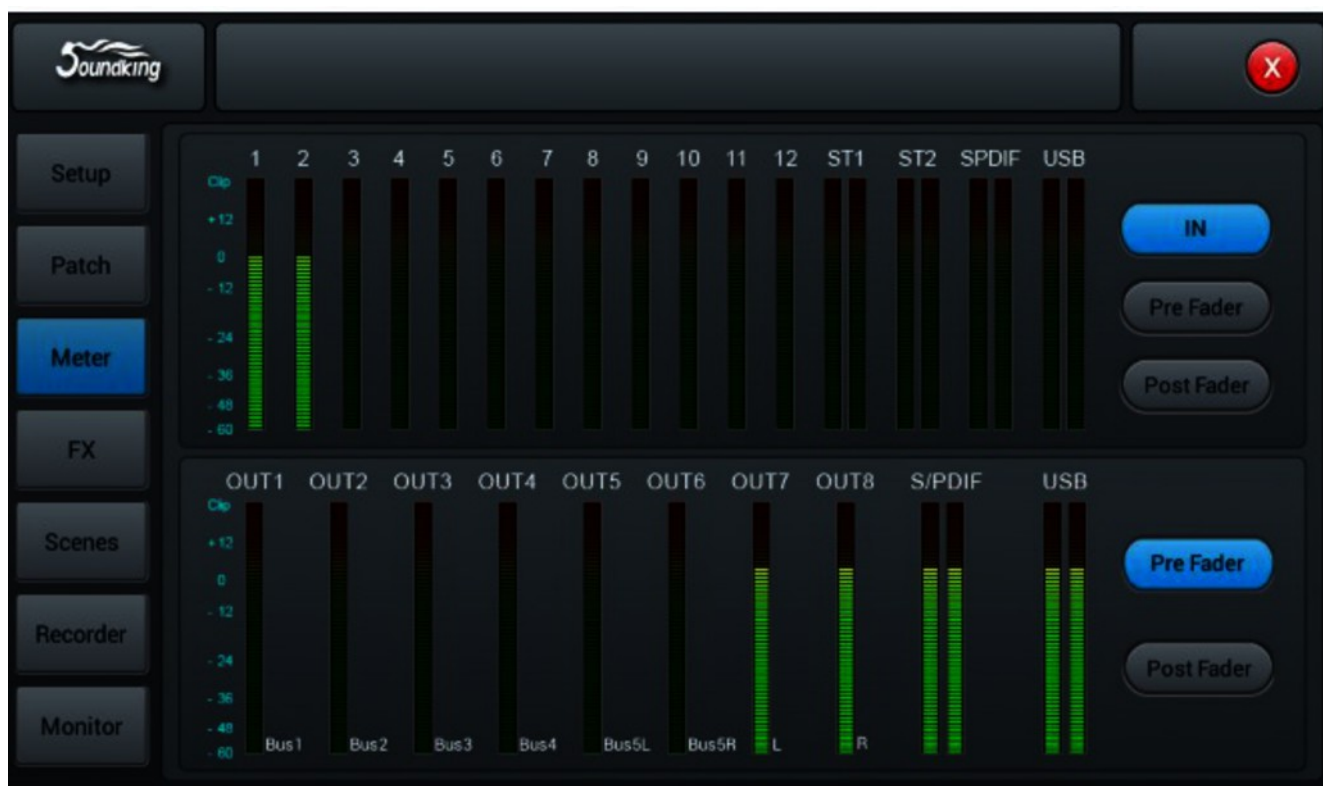 Soundking
X
Setup
Patch
Meter
FX
Scenes
Recorder
Monitor
1 2 3 4 5 6 7 8 9 10 11 12 ST1 ST2 SPDIF USB
Clip
+12
0
- 12
- 24
- 36
- 48
- 60
IN
Pre Fader
Post Fader
OUT1 OUT2 OUT3 OUT4 OUT5 OUT6 OUT7 OUT8 S/PDIF USB
Clip
+12
0
- 12
- 24
- 36
- 48
- 60
Bus1 Bus2 Bus3 Bus4 Bus5L Bus5R L R
Pre Fader
Post Fader